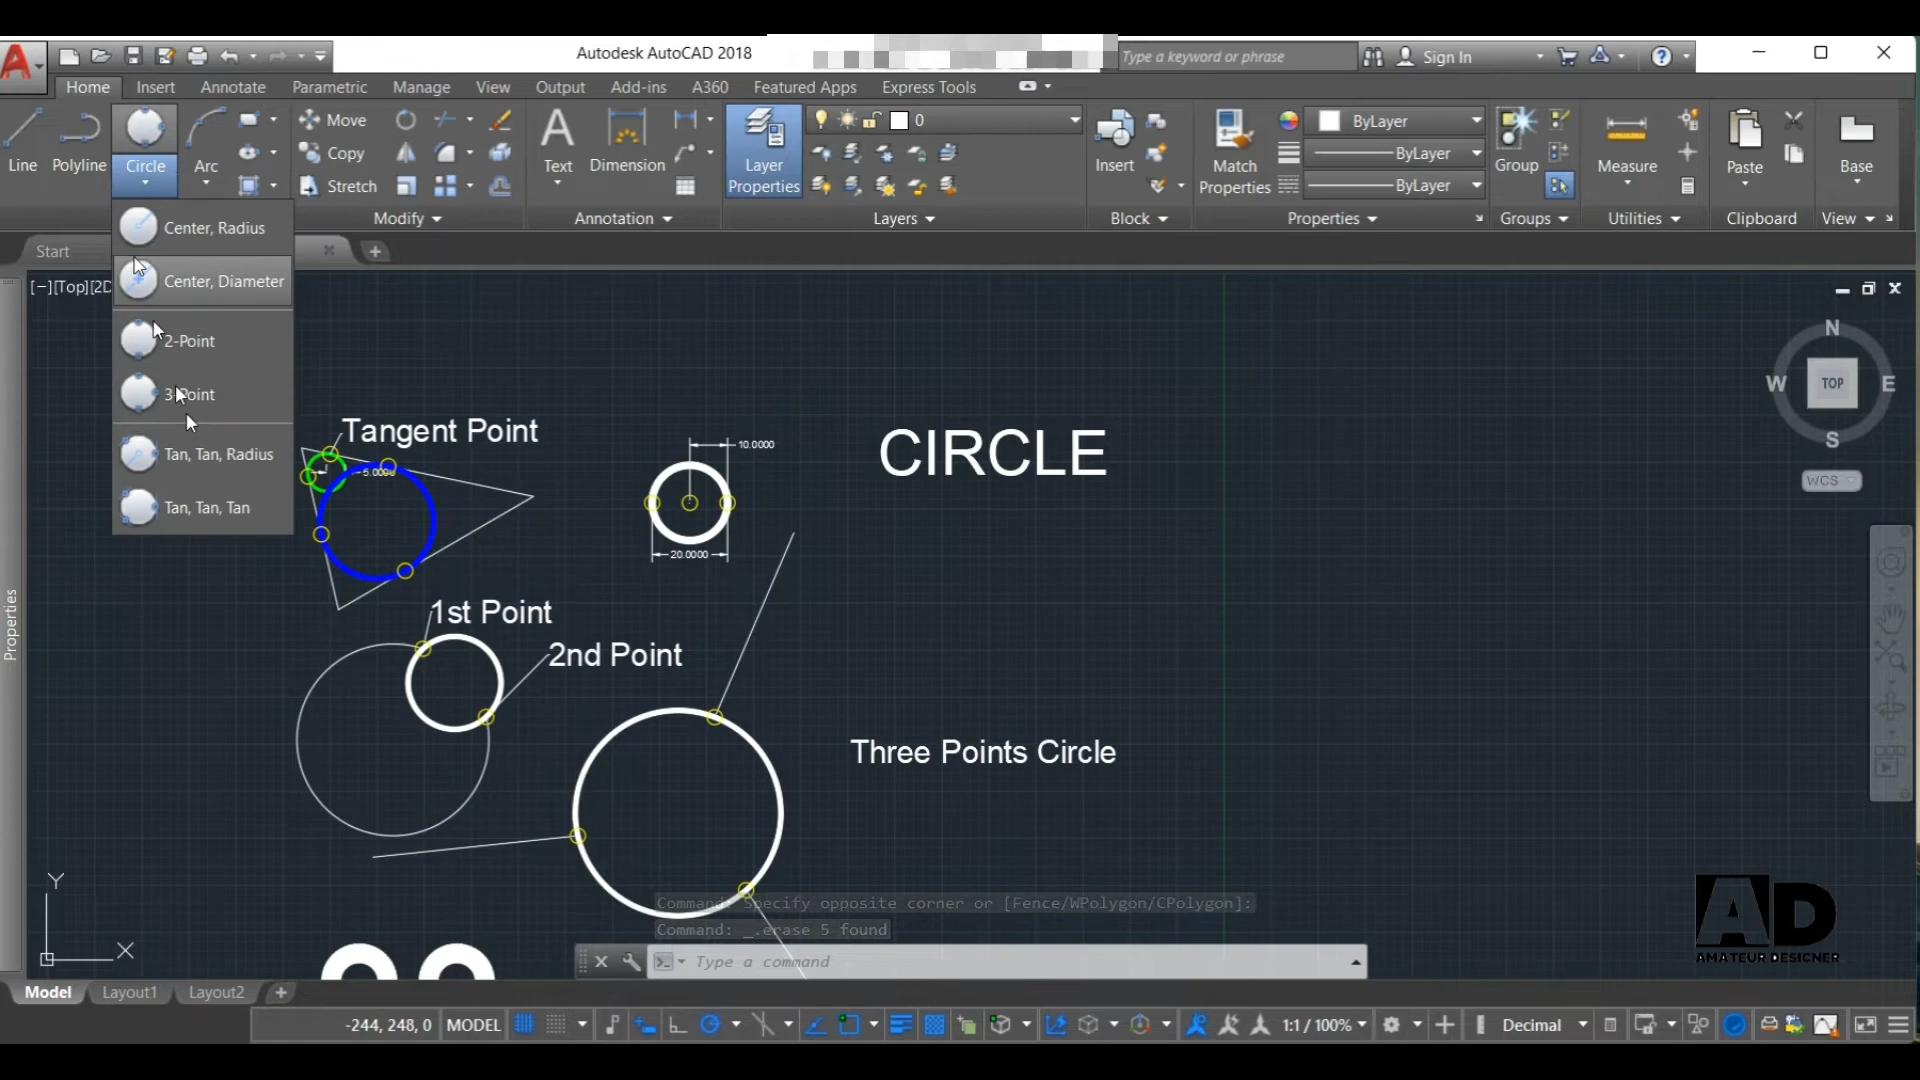 Autodesk AutoCAD 2018
Type a keyword or phrase
Sign In
Home Insert Annotate Parametric Manage View Output Add-ins A360 Featured Apps Express Tools
Line Polyline Circle Arc
Move
Copy
Stretch
Text Dimension
Layer Properties
0
Insert
Match Properties
ByLayer
ByLayer
ByLayer
Group
Measure
Paste
Base
Modify Annotation Layers Block Properties Groups Utilities Clipboard View
Center, Radius
Center, Diameter
2-Point
3-Point
Tan, Tan, Radius
Tan, Tan, Tan
Start
[−][Top][2D
N
W TOP E
S
WCS
Properties
Tangent Point
5.0000
10.0000
20.0000
CIRCLE
1st Point
2nd Point
Three Points Circle
Command: Specify opposite corner or [Fence/WPolygon/CPolygon]:
Command: _.erase 5 found
Type a command
Y
X
AD
AMATEUR DESIGNER
Model Layout1 Layout2
-244, 248, 0 MODEL 1:1 / 100% Decimal